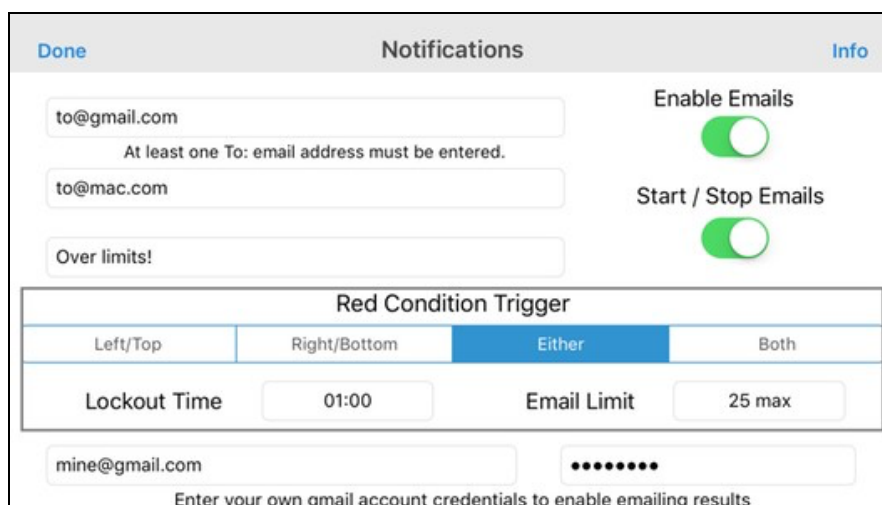 Done Notifications Info
to@gmail.com
Enable Emails
At least one To: email address must be entered.
to@mac.com
Start / Stop Emails
Over limits!
Red Condition Trigger
Left/Top Right/Bottom Either Both
Lockout Time 01:00 Email Limit 25 max
mine@gmail.com ●●●●●●●●
Enter your own gmail account credentials to enable emailing results